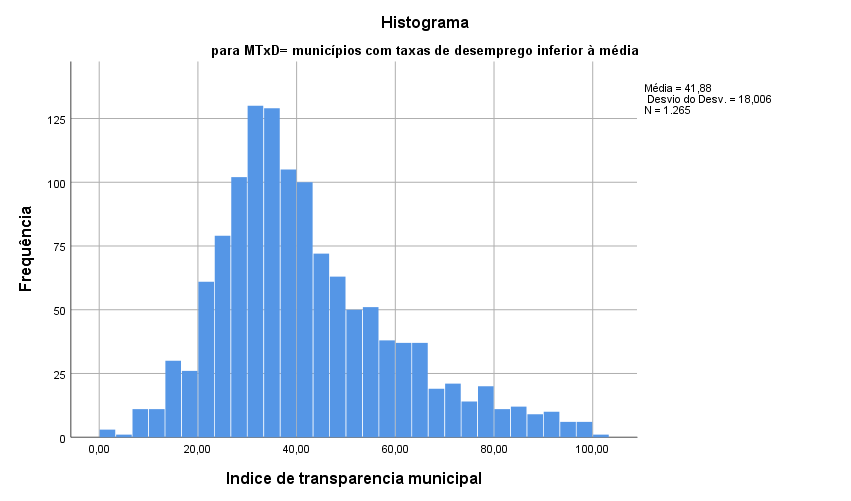 Histograma
para MTxD= municípios com taxas de desemprego inferior à média
Média = 41,88
Desvio do Desv. = 18,006
N = 1.265
Frequência
125
100
75
50
25
0
0,00 20,00 40,00 60,00 80,00 100,00
Indice de transparencia municipal